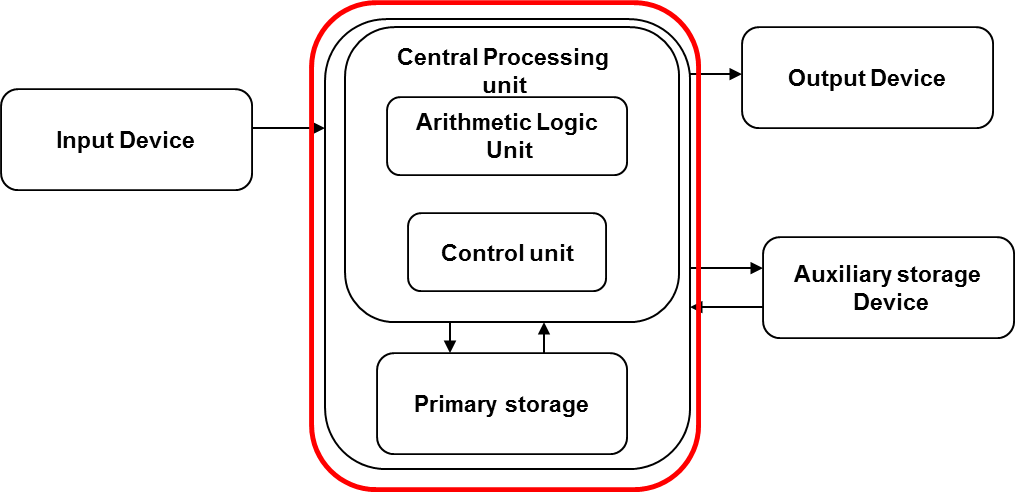 Central Processing
unit
Arithmetic Logic
Unit
Control unit
Primary storage
Input Device
Output Device
Auxiliary storage
Device